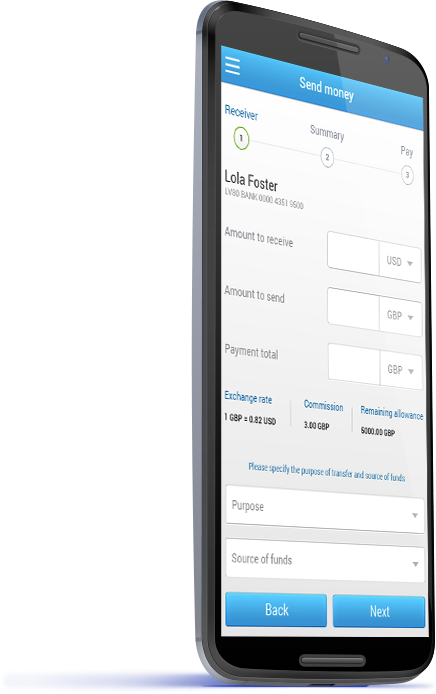 Send money
Receiver
Summary
Pay
1
2
3
Lola Foster
LV80 BANK 0000 4351 9500
Amount to receive
USD
Amount to send
GBP
Payment total
GBP
Exchange rate
Commission
Remaining allowance
1 GBP = 0.82 USD
3.00 GBP
5000.00 GBP
Please specify the purpose of transfer and source of funds
Purpose
Source of funds
Back
Next